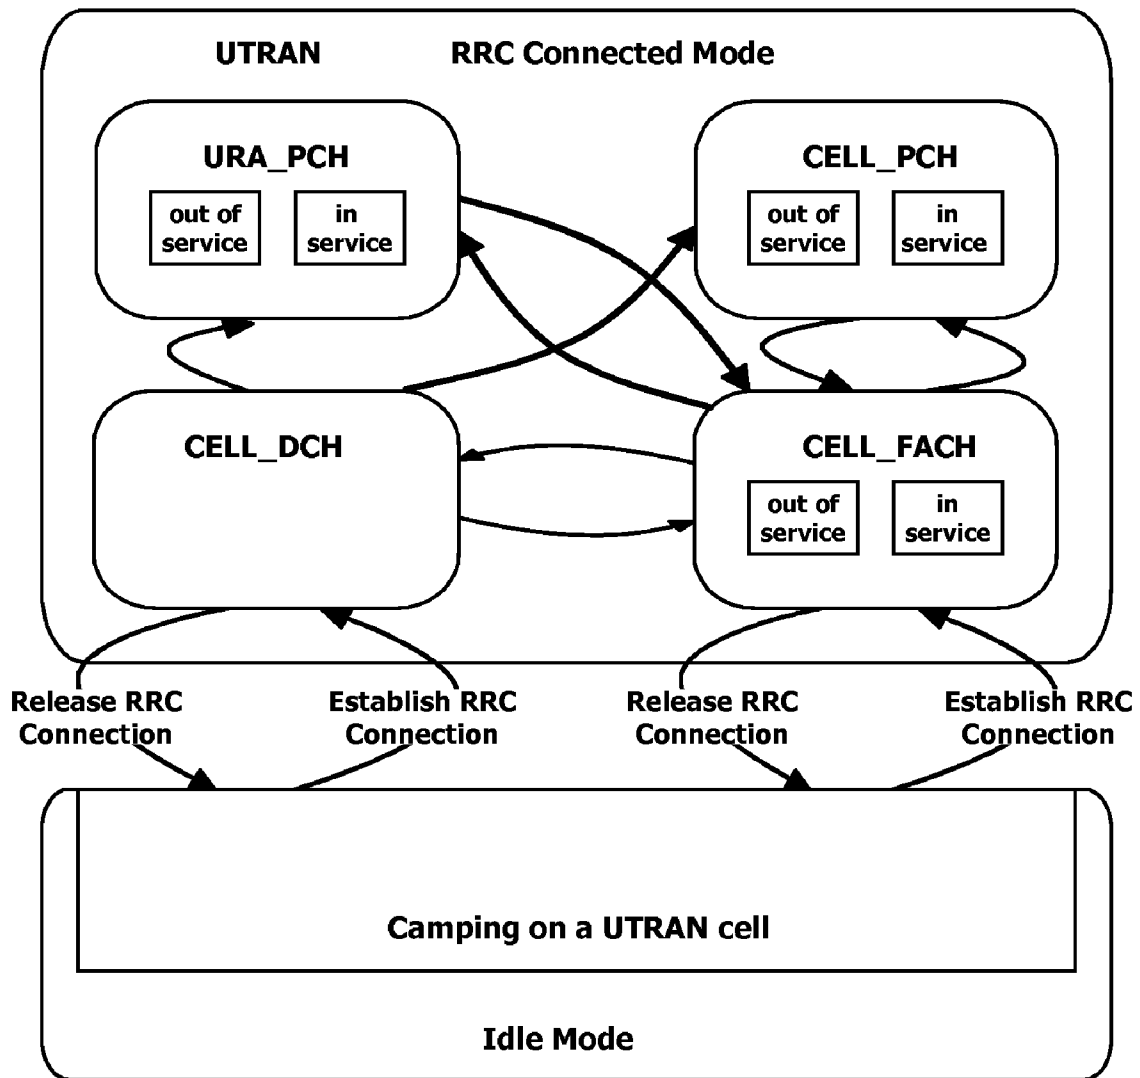 UTRAN RRC Connected Mode
URA_PCH
out of
service
in
service
CELL_PCH
out of
service
in
service
CELL_DCH
CELL_FACH
out of
service
in
service
Release RRC
Connection
Establish RRC
Connection
Release RRC
Connection
Establish RRC
Connection
Camping on a UTRAN cell
Idle Mode